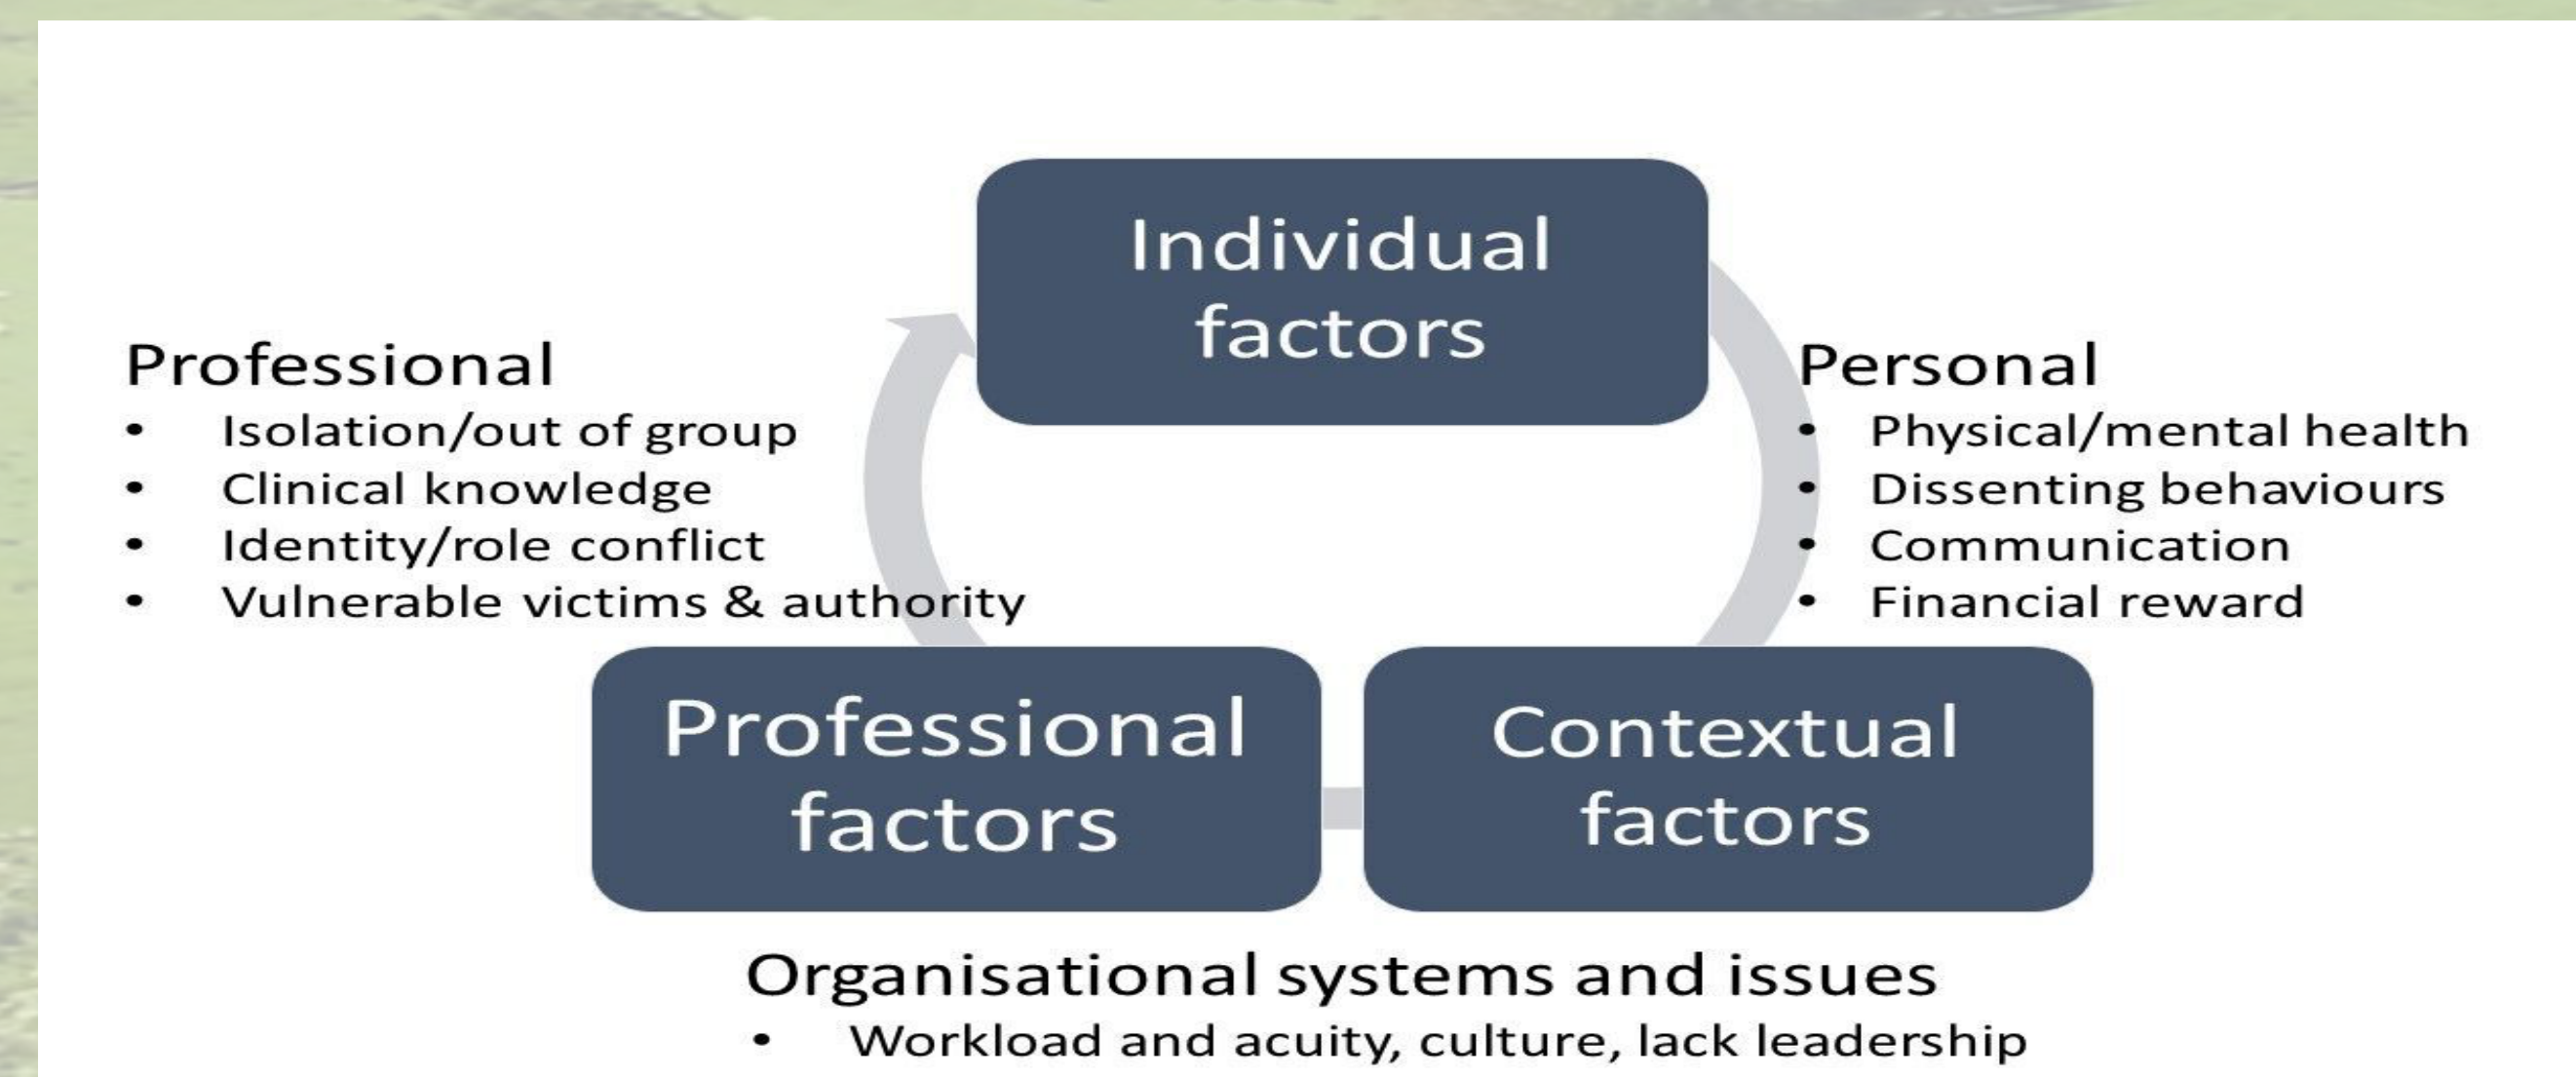 Individual
factors
Professional
• Isolation/out of group
• Clinical knowledge
• Identity/role conflict
• Vulnerable victims & authority
Personal
• Physical/mental health
• Dissenting behaviours
• Communication
• Financial reward
Professional
factors
Contextual
factors
Organisational systems and issues
• Workload and acuity, culture, lack leadership